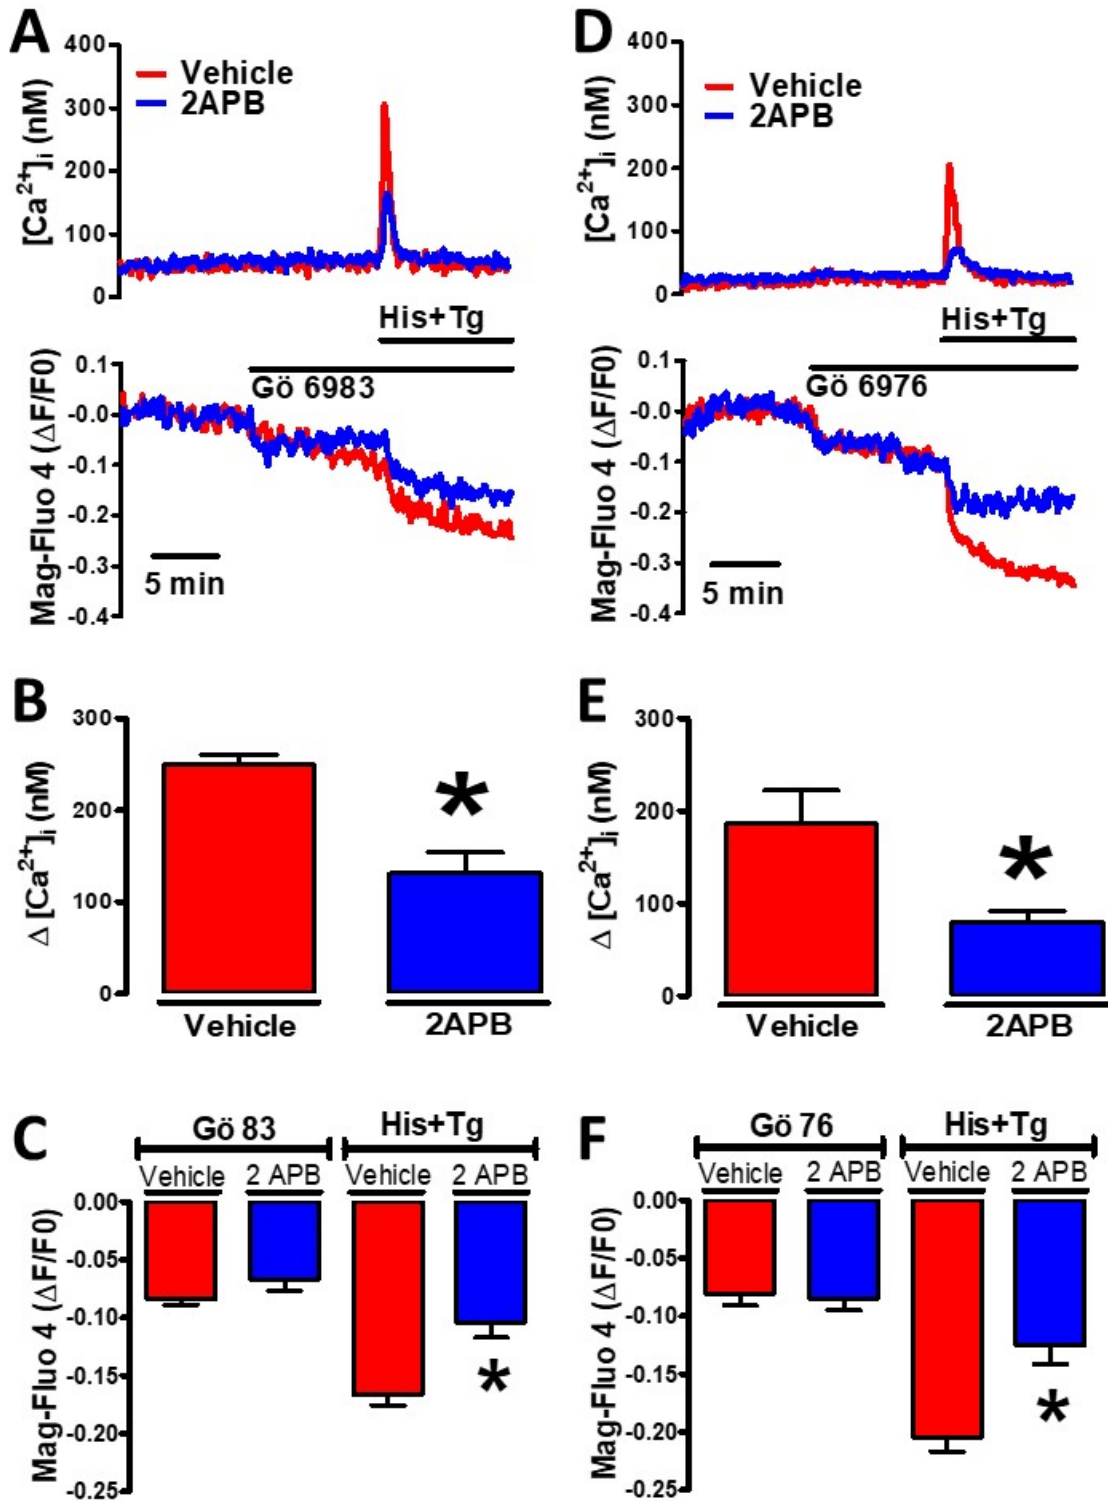 A
400
300
200
100
0
[Ca²⁺]ᵢ (nM)
Vehicle
2APB
His+Tg
Gö 6983
0.1
-0.0
-0.1
-0.2
-0.3
-0.4
Mag-Fluo 4 (ΔF/F0)
5 min
D
400
300
200
100
0
[Ca²⁺]ᵢ (nM)
Vehicle
2APB
His+Tg
Gö 6976
0.1
-0.0
-0.1
-0.2
-0.3
-0.4
Mag-Fluo 4 (ΔF/F0)
5 min
B
300
200
100
0
Δ [Ca²⁺]ᵢ (nM)
*
Vehicle
2APB
E
300
200
100
0
Δ [Ca²⁺]ᵢ (nM)
*
Vehicle
2APB
C
Gö 83
His+Tg
Vehicle
2 APB
Vehicle
2 APB
0.00
-0.05
-0.10
-0.15
-0.20
-0.25
Mag-Fluo 4 (ΔF/F0)
*
F
Gö 76
His+Tg
Vehicle
2 APB
Vehicle
2 APB
0.00
-0.05
-0.10
-0.15
-0.20
-0.25
Mag-Fluo 4 (ΔF/F0)
*